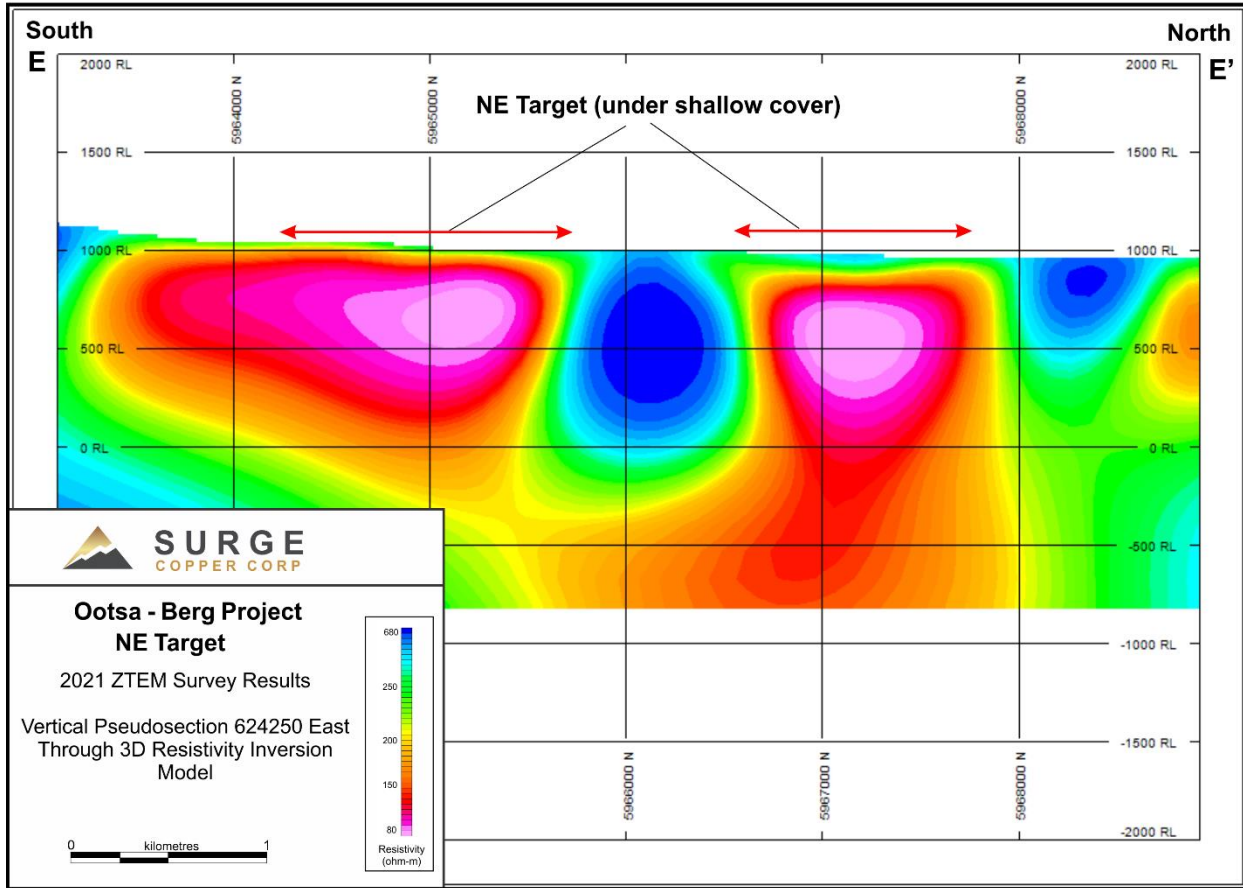 South
North
E
E'
2000 RL
2000 RL
5964000 N
5965000 N
5968000 N
NE Target (under shallow cover)
1500 RL
1500 RL
1000 RL
1000 RL
500 RL
500 RL
0 RL
0 RL
-500 RL
-1000 RL
-1500 RL
-2000 RL
5966000 N
5967000 N
5968000 N
SURGE
COPPER CORP
Ootsa - Berg Project
NE Target
2021 ZTEM Survey Results
Vertical Pseudosection 624250 East
Through 3D Resistivity Inversion
Model
0 kilometres 1
680
250
200
150
80
Resistivity
(ohm-m)